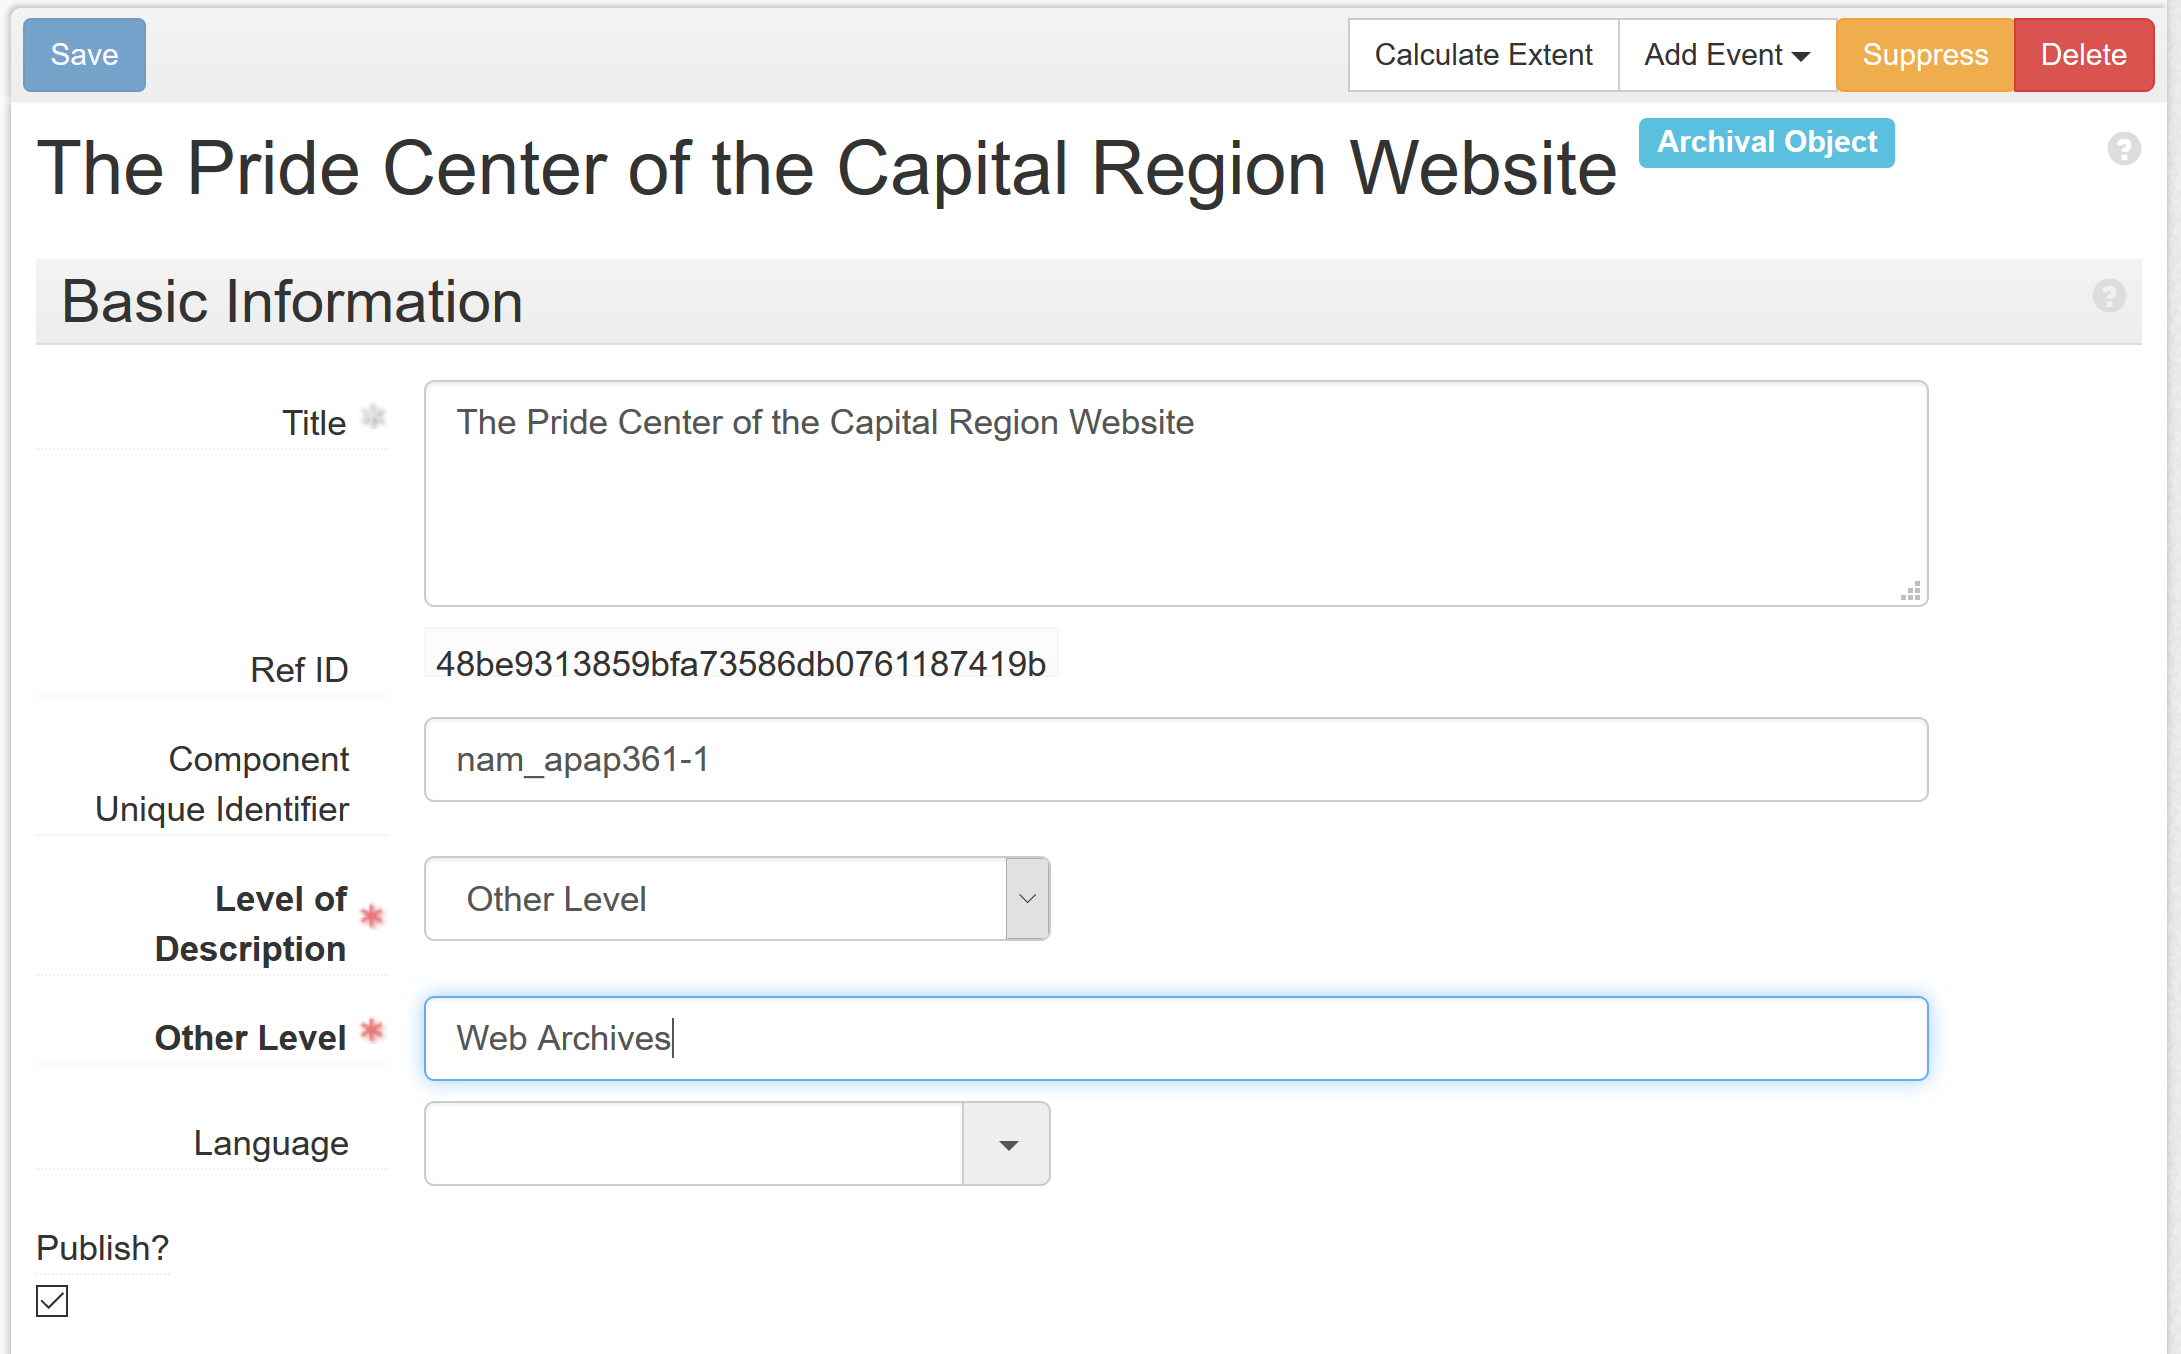 Save Calculate Extent Add Event Suppress Delete
The Pride Center of the Capital Region Website Archival Object ?
Basic Information ?
Title * The Pride Center of the Capital Region Website
Ref ID 48be9313859bfa73586db0761187419b
Component
Unique Identifier nam_apap361-1
Level of
Description * Other Level
Other Level * Web Archives
Language
Publish?